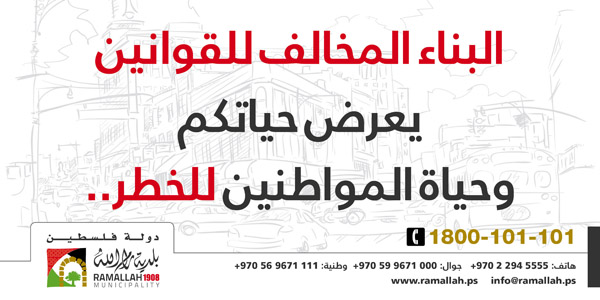 البناء المخالف للقوانين
يعرض حياتكم
وحياة المواطنين للخطر..
1800-101-101
دولة فلسطين
بلدية رام الله
RAMALLAH 1908
MUNICIPALITY
هاتف: 5555 294 2 970+ جوال: 000 9671 59 970+ وطنية: 111 9671 56 970+
www.ramallah.ps info@ramallah.ps